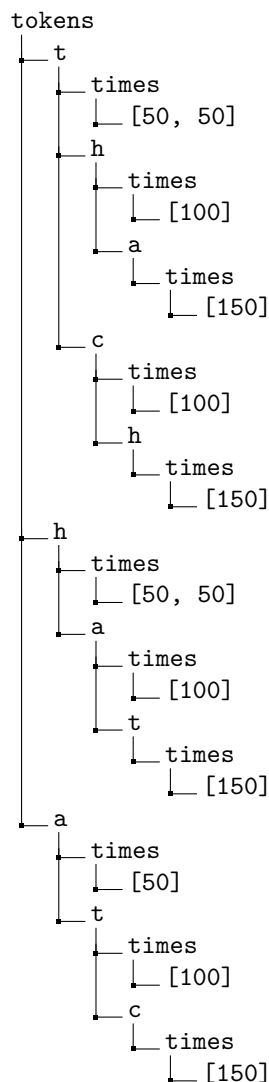 tokens
t
times
[50, 50]
h
times
[100]
a
times
[150]
c
times
[100]
h
times
[150]
h
times
[50, 50]
a
times
[100]
t
times
[150]
a
times
[50]
t
times
[100]
c
times
[150]